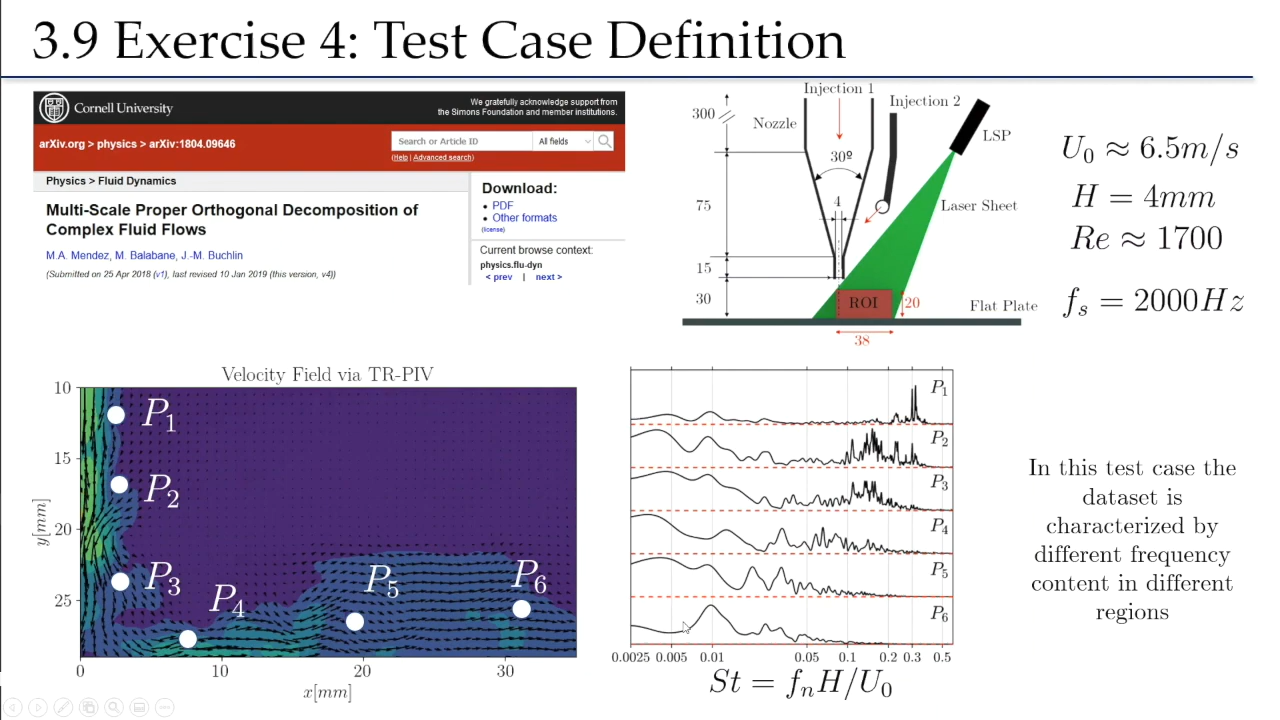 3.9 Exercise 4: Test Case Definition
Cornell University
We gratefully acknowledge support from
the Simons Foundation and member institutions.
arXiv.org > physics > arXiv:1804.09646
Search or Article ID
All fields
(Help | Advanced search)
Physics > Fluid Dynamics
Multi-Scale Proper Orthogonal Decomposition of
Complex Fluid Flows
M.A. Mendez, M. Balabane, J.-M. Buchlin
(Submitted on 25 Apr 2018 (v1), last revised 10 Jan 2019 (this version, v4))
Download:
• PDF
• Other formats
(license)
Current browse context:
physics.flu-dyn
< prev | next >
Injection 1
Injection 2
300
Nozzle
LSP
30º
4
75
Laser Sheet
15
30
ROI
20
Flat Plate
38
U₀ ≈ 6.5m/s
H = 4mm
Re ≈ 1700
fₛ = 2000Hz
Velocity Field via TR-PIV
10
15
20
25
y[mm]
P₁
P₂
P₃
P₄
P₅
P₆
0 10 20 30
x[mm]
P₁
P₂
P₃
P₄
P₅
P₆
0.0025 0.005 0.01 0.05 0.1 0.2 0.3 0.5
St = fₙH/U₀
In this test case the
dataset is
characterized by
different frequency
content in different
regions